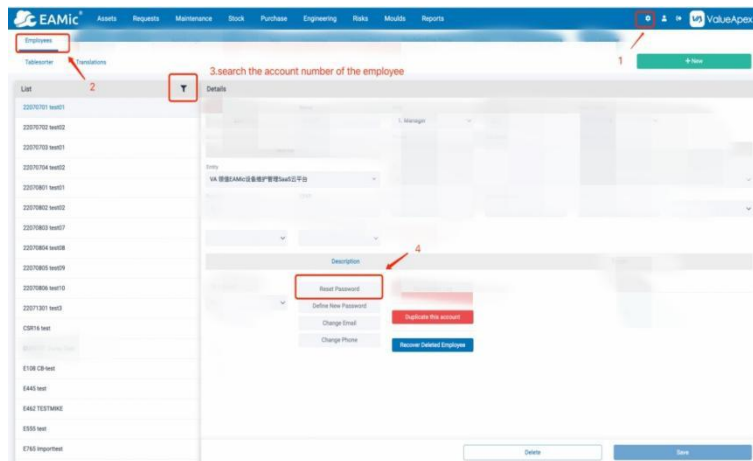 EAMic® Assets Requests Maintenance Stock Purchase Engineering Risks Moulds Reports ValueApex
Employees
1
Tablesorter Translations + New
2
3.search the account number of the employee
List Details
22070701 test01
1. Manager
22070702 test02
22070703 test01
22070704 test02
Entity
VA 很值EAMic设备维护管理SaaS云平台
22070801 test01
22070802 test02
22070803 test07
22070804 test08
4
22070805 test09
Description
22070806 test10
Reset Password
22071301 test3
Define New Password
Duplicate this account
CSR16 test
Change Email
Change Phone
Recover Deleted Employee
E108 CB-test
E445 test
E462 TESTMIKE
E555 test
E765 importtest
Delete Save